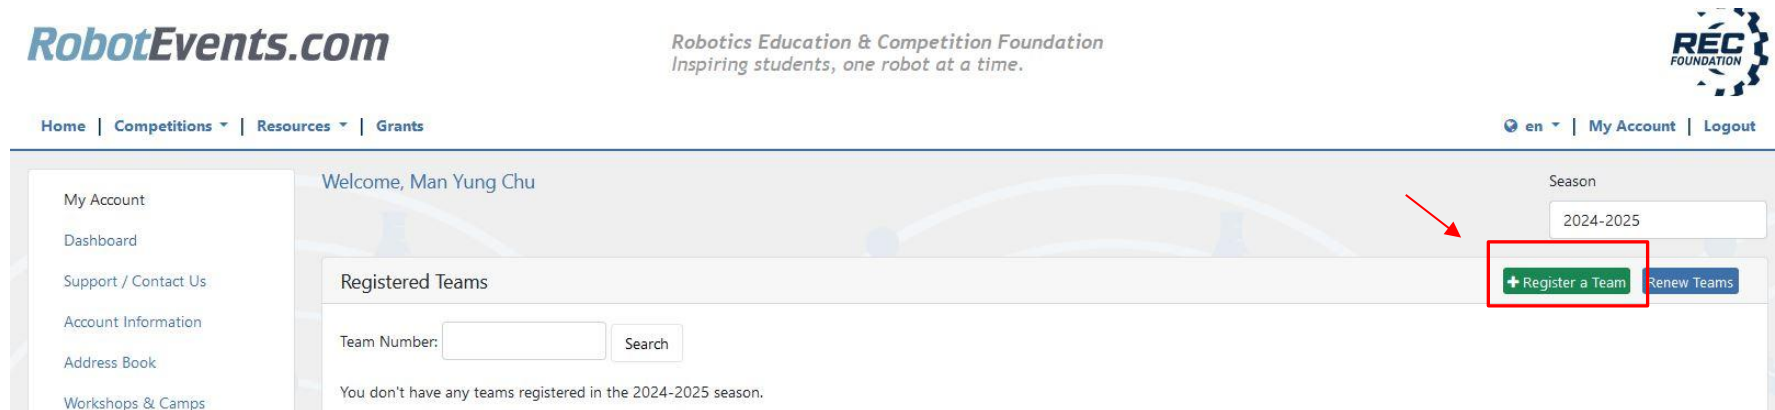 RobotEvents.com
Robotics Education & Competition Foundation
Inspiring students, one robot at a time.
REC
FOUNDATION
Home | Competitions | Resources | Grants
en | My Account | Logout
My Account
Dashboard
Support / Contact Us
Account Information
Address Book
Workshops & Camps
Welcome, Man Yung Chu
Season
2024-2025
Registered Teams
+ Register a Team
Renew Teams
Team Number:
Search
You don't have any teams registered in the 2024-2025 season.